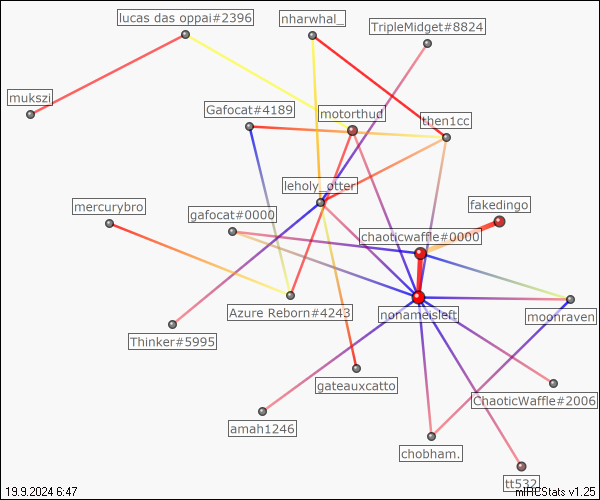 lucas das oppai#2396
nharwhal_
TripleMidget#8824
mukszi
Gafocat#4189
motorthud
then1cc
leholy_otter
mercurybro
gafocat#0000
fakedingo
chaoticwaffle#0000
Azure Reborn#4243
nonameisleft
moonraven
Thinker#5995
gateauxcatto
ChaoticWaffle#2006
amah1246
chobham.
tt532
19.9.2024 6:47
mIRCStats v1.25